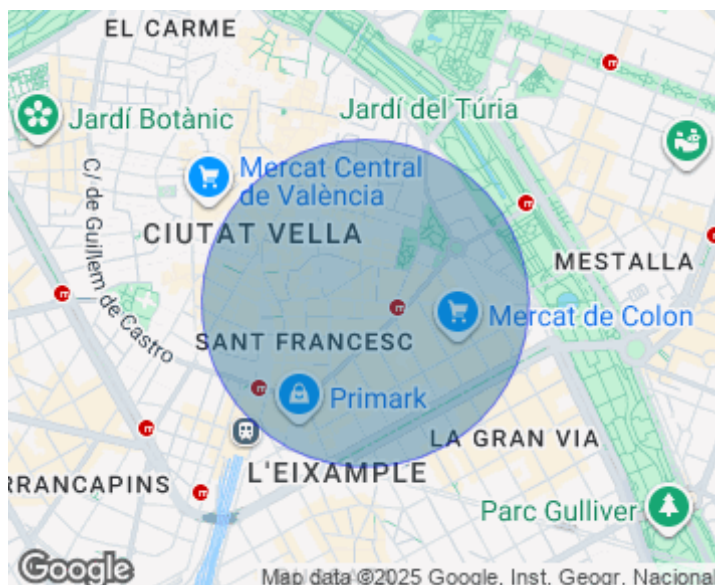 EL CARME
Jardí del Túria
Jardí Botànic
Mercat Central
de València
C/ de Guillem de Castro
CIUTAT VELLA
MESTALLA
Mercat de Colon
SANT FRANCESC
Primark
LA GRAN VIA
L'EIXAMPLE
RRANCAPINS
Parc Gulliver
Google
Map data ©2025 Google, Inst. Geogr. Nacional